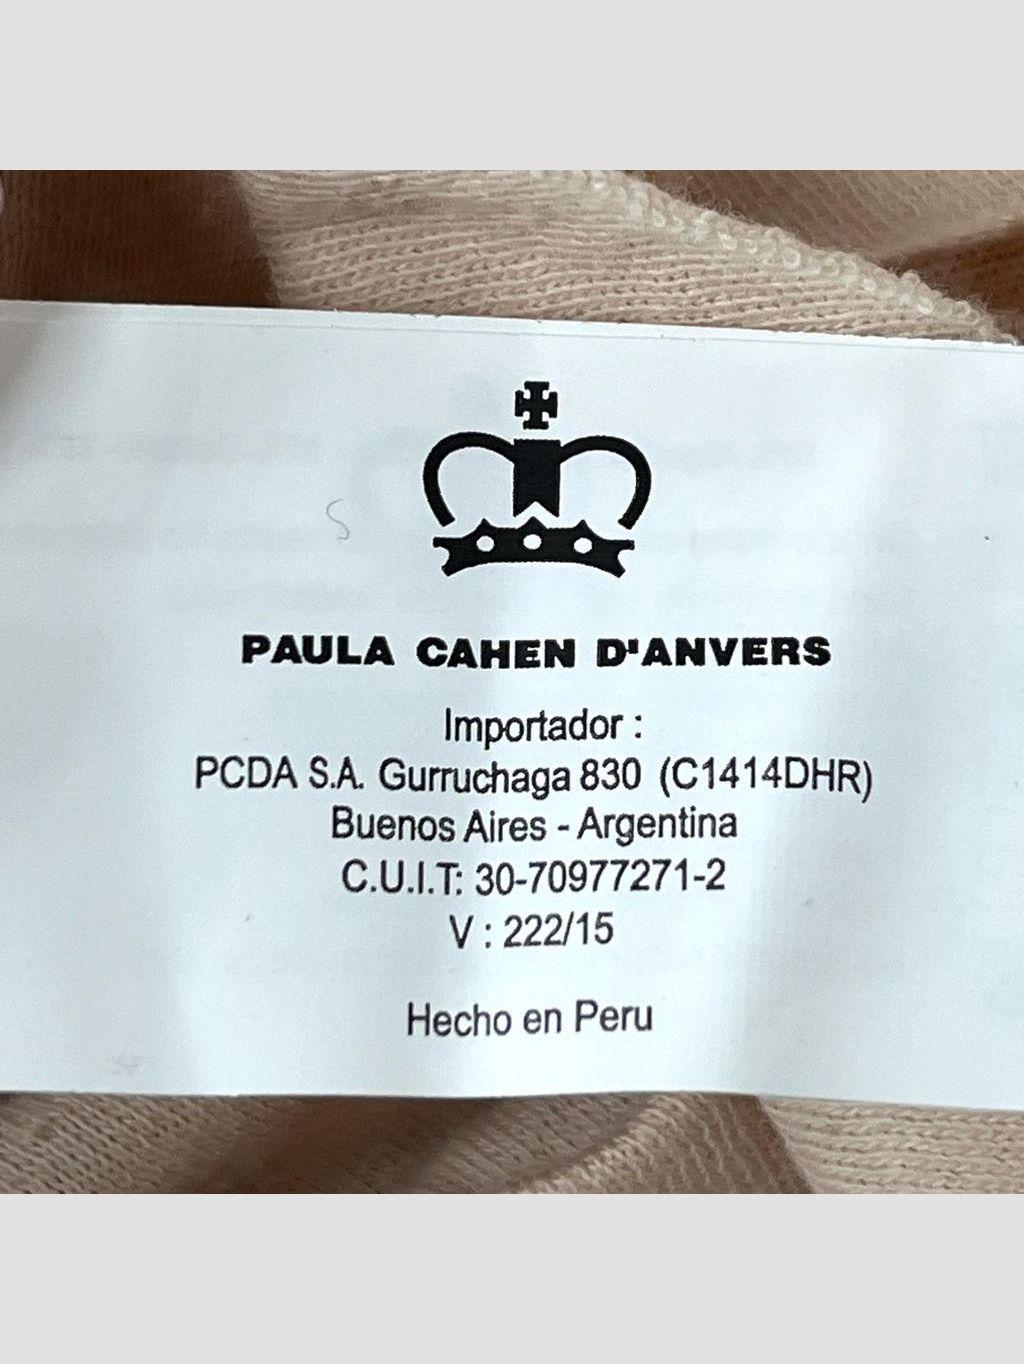 PAULA CAHEN D'ANVERS
Importador :
PCDA S.A. Gurruchaga 830 (C1414DHR)
Buenos Aires - Argentina
C.U.I.T: 30-70977271-2
V : 222/15
Hecho en Peru